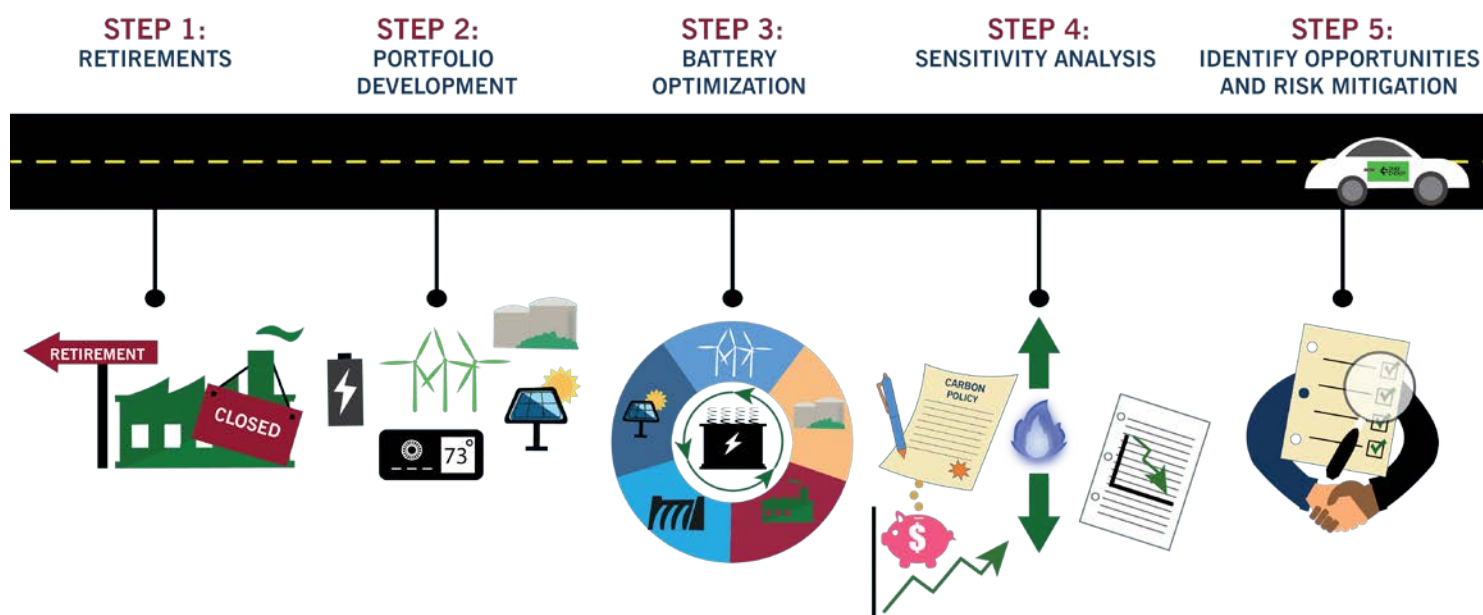 STEP 1:
RETIREMENTS
STEP 2:
PORTFOLIO
DEVELOPMENT
STEP 3:
BATTERY
OPTIMIZATION
STEP 4:
SENSITIVITY ANALYSIS
STEP 5:
IDENTIFY OPPORTUNITIES
AND RISK MITIGATION
RETIREMENT
CLOSED
73°
CARBON
POLICY
$